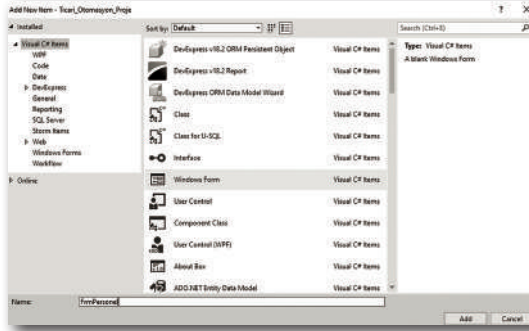 Add New Item - Ticari_Otomasyon_Proje
? X
Installed
Sort by: Default
Search (Ctrl+E)
Visual C# Items
WPF
Code
Data
DevExpress
General
Reporting
SQL Server
Storm Items
Web
Windows Forms
Workflow
Online
DevExpress v18.2 ORM Persistent Object Visual C# Items
DevExpress v18.2 Report Visual C# Items
DevExpress ORM Data Model Wizard Visual C# Items
Class Visual C# Items
Class for U-SQL Visual C# Items
Interface Visual C# Items
Windows Form Visual C# Items
User Control Visual C# Items
Component Class Visual C# Items
User Control (WPF) Visual C# Items
About Box Visual C# Items
ADO.NET Entity Data Model Visual C# Items
Type: Visual C# Items
A blank Windows Form
Name: FrmPersonel
Add Cancel